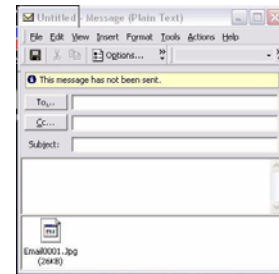 Untitled - Message (Plain Text)
File Edit View Insert Format Tools Actions Help
Options...
This message has not been sent.
To...
Cc...
Subject:
Email0001.jpg
(26KB)